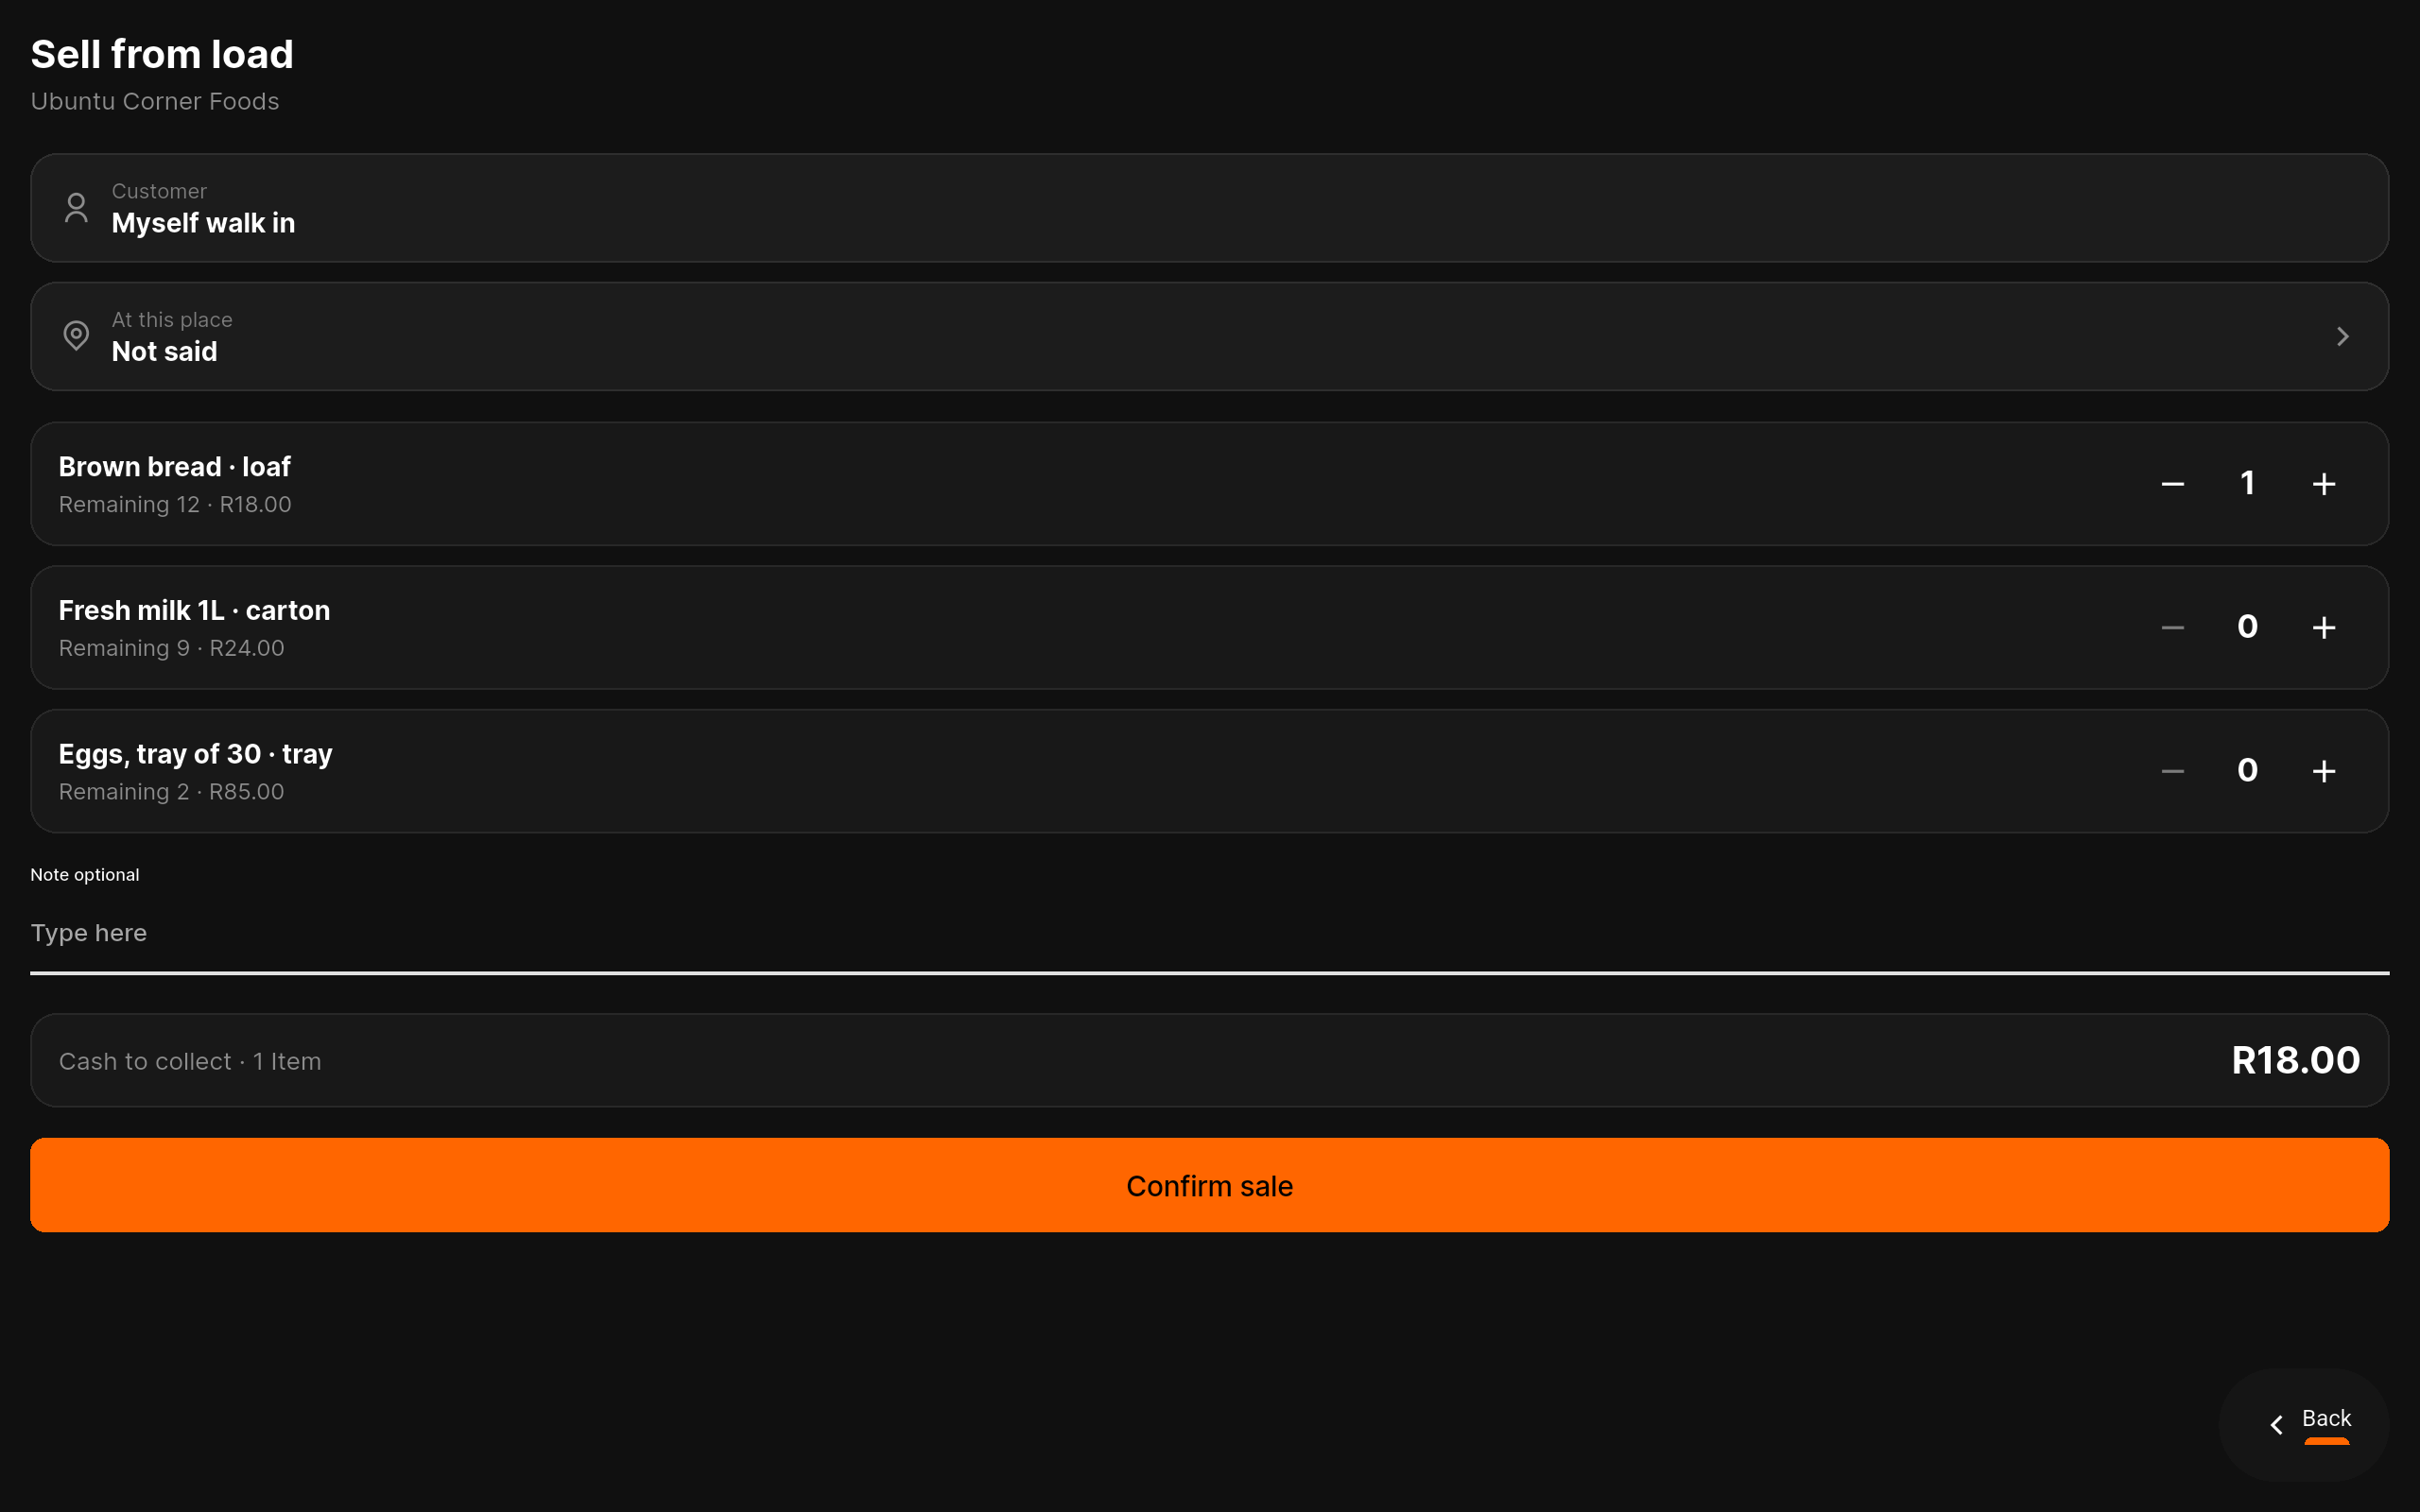 Sell from load
Ubuntu Corner Foods
Customer
Myself walk in
At this place
Not said
Brown bread · loaf
Remaining 12 · R18.00
1
Fresh milk 1L · carton
Remaining 9 · R24.00
0
Eggs, tray of 30 · tray
Remaining 2 · R85.00
0
Note optional
Type here
Cash to collect · 1 Item
R18.00
Confirm sale
Back